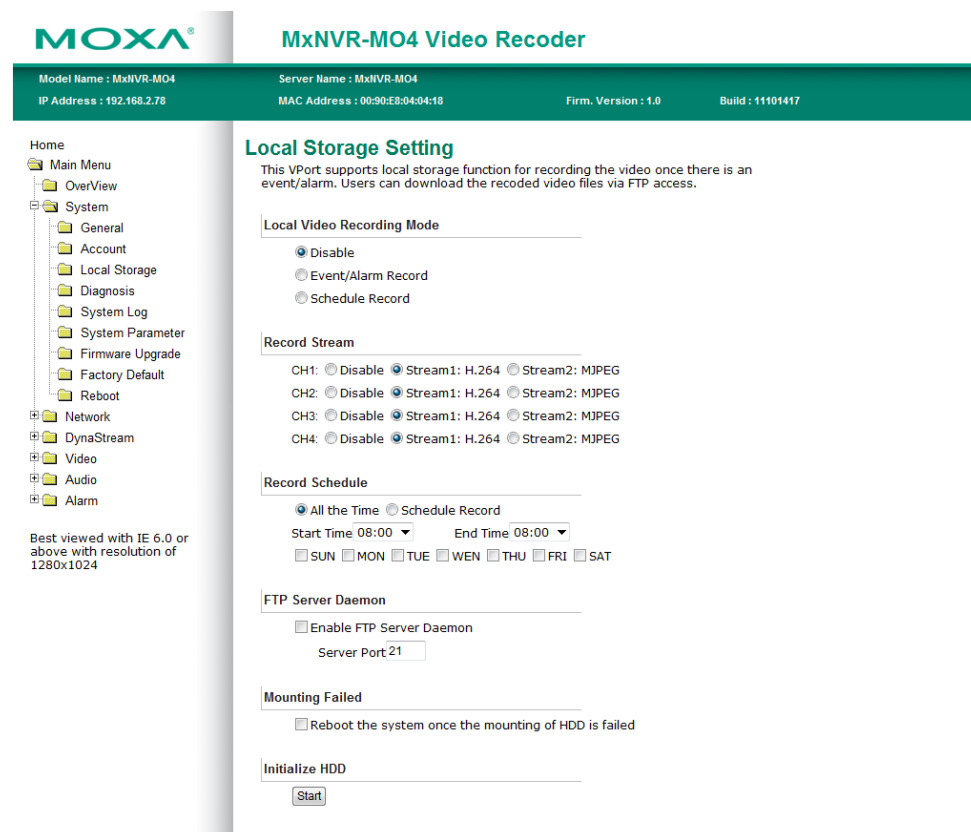 MOXA®
MxNVR-MO4 Video Recoder
Model Name : MxNVR-MO4
Server Name : MxNVR-MO4
IP Address : 192.168.2.78
MAC Address : 00:90:E8:04:04:18
Firm. Version : 1.0
Build : 11101417
Home
Main Menu
OverView
System
General
Account
Local Storage
Diagnosis
System Log
System Parameter
Firmware Upgrade
Factory Default
Reboot
Network
DynaStream
Video
Audio
Alarm
Best viewed with IE 6.0 or
above with resolution of
1280x1024
Local Storage Setting
This VPort supports local storage function for recording the video once there is an
event/alarm. Users can download the recoded video files via FTP access.
Local Video Recording Mode
Disable
Event/Alarm Record
Schedule Record
Record Stream
CH1: Disable Stream1: H.264 Stream2: MJPEG
CH2: Disable Stream1: H.264 Stream2: MJPEG
CH3: Disable Stream1: H.264 Stream2: MJPEG
CH4: Disable Stream1: H.264 Stream2: MJPEG
Record Schedule
All the Time Schedule Record
Start Time 08:00 End Time 08:00
SUN MON TUE WEN THU FRI SAT
FTP Server Daemon
Enable FTP Server Daemon
Server Port 21
Mounting Failed
Reboot the system once the mounting of HDD is failed
Initialize HDD
Start